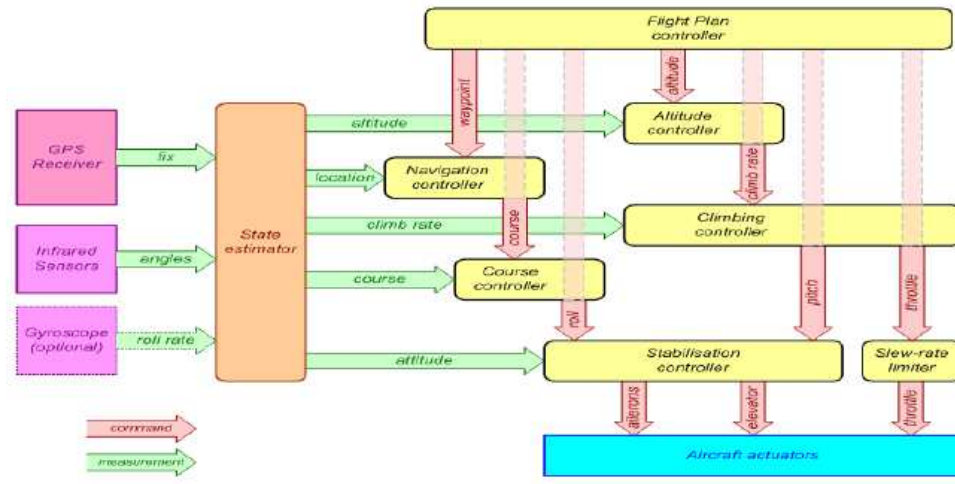 Flight Plan
controller
waypoint
altitude
GPS
Receiver
fix
altitude
Altitude
controller
State
estimator
location
Navigation
controller
climb rate
climb rate
course
Climbing
controller
Infrared
Sensors
angles
course
Course
controller
roll
pitch
throttle
Gyroscope
(optional)
roll rate
attitude
Stabilisation
controller
Slew-rate
limiter
ailerons
elevator
throttle
command
measurement
Aircraft actuators